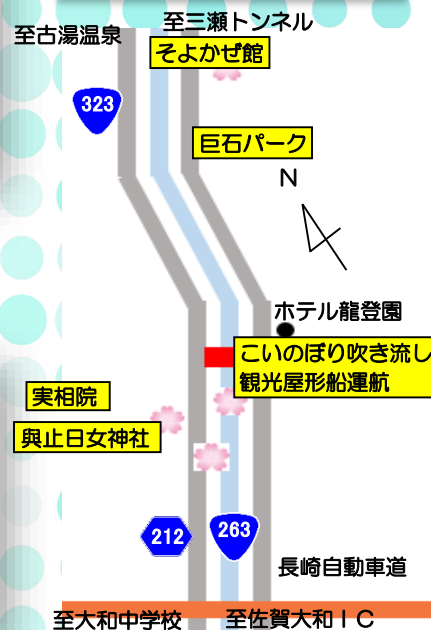 至三瀬トンネル
至古湯温泉
そよかぜ館
323
巨石パーク
N
ホテル龍登園
こいのぼり吹き流し
観光屋形船運航
実相院
與止日女神社
212
263
長崎自動車道
至大和中学校
至佐賀大和ＩＣ